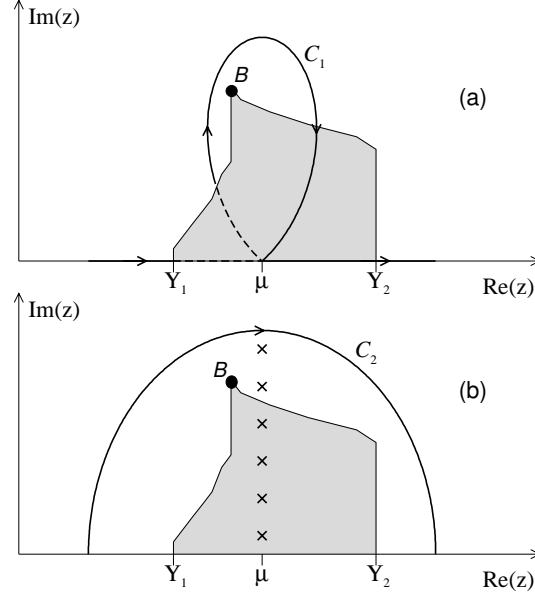 Im(z)
C₁
B
(a)
Y₁
μ
Y₂
Re(z)
Im(z)
C₂
B
(b)
Y₁
μ
Y₂
Re(z)